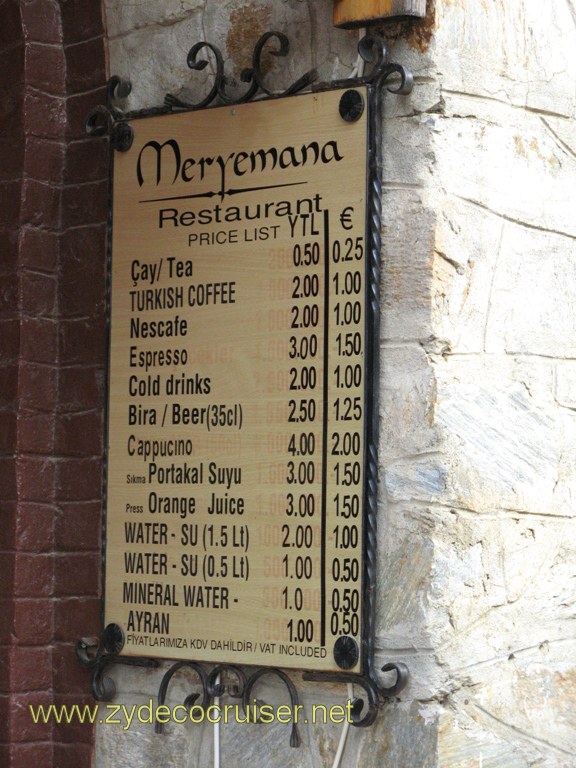 Meryemana
Restaurant
PRICE LIST YTL €
Çay/ Tea 0.50 0.25
TURKISH COFFEE 2.00 1.00
Nescafe 2.00 1.00
Espresso 3.00 1.50
Cold drinks 2.00 1.00
Bira / Beer(35cl) 2.50 1.25
Cappucino 4.00 2.00
Sıkma Portakal Suyu 3.00 1.50
Press Orange Juice 3.00 1.50
WATER - SU (1.5 Lt) 2.00 1.00
WATER - SU (0.5 Lt) 1.00 0.50
MINERAL WATER - 1.0 0.50
AYRAN 1.00 0.50
FİYATLARIMIZA KDV DAHİLDİR / VAT INCLUDED
www.zydecocruiser.net